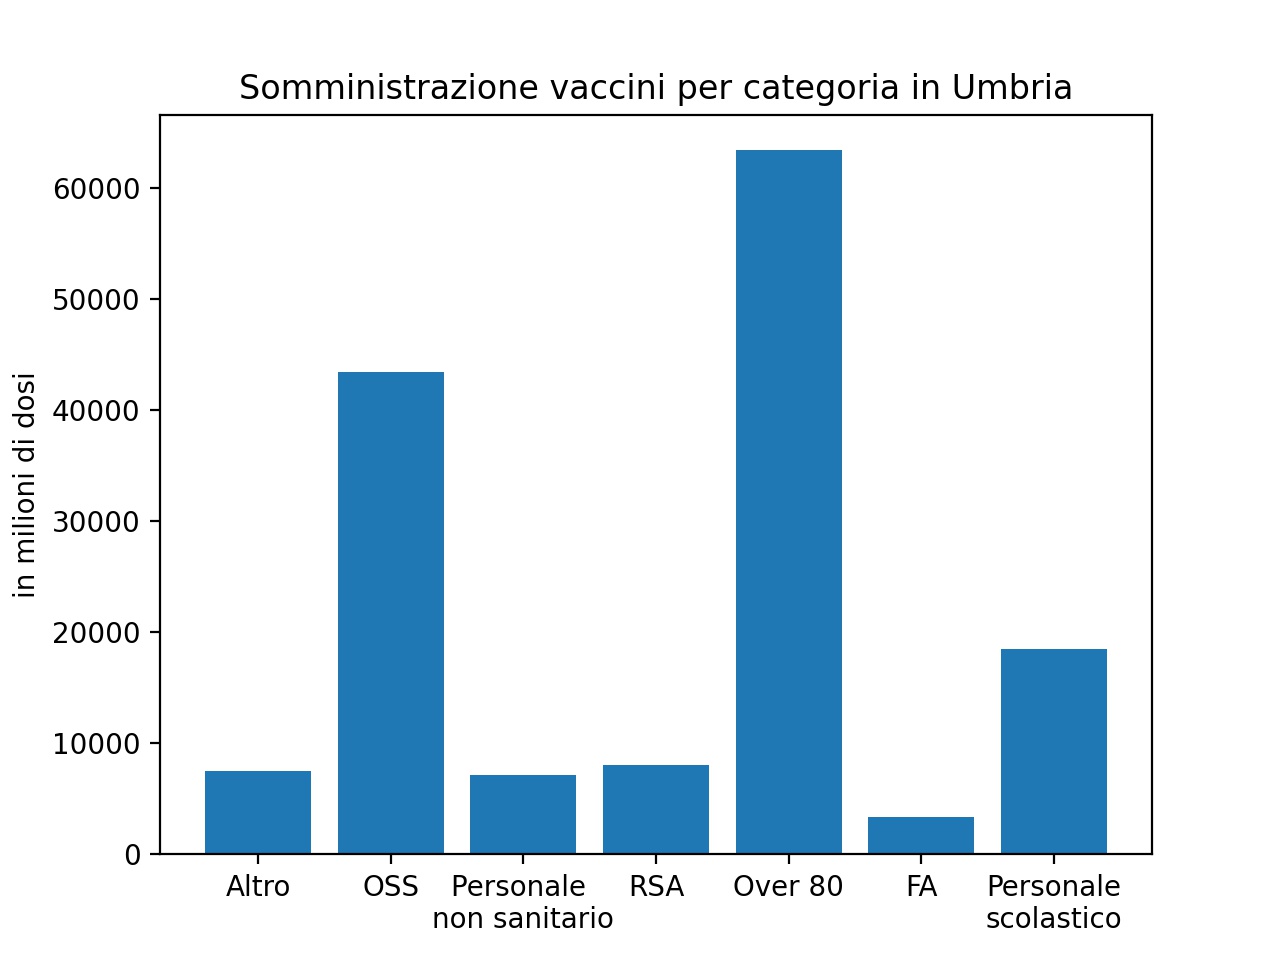 Somministrazione vaccini per categoria in Umbria
in milioni di dosi
60000
50000
40000
30000
20000
10000
0
Altro
OSS
Personale
non sanitario
RSA
Over 80
FA
Personale
scolastico